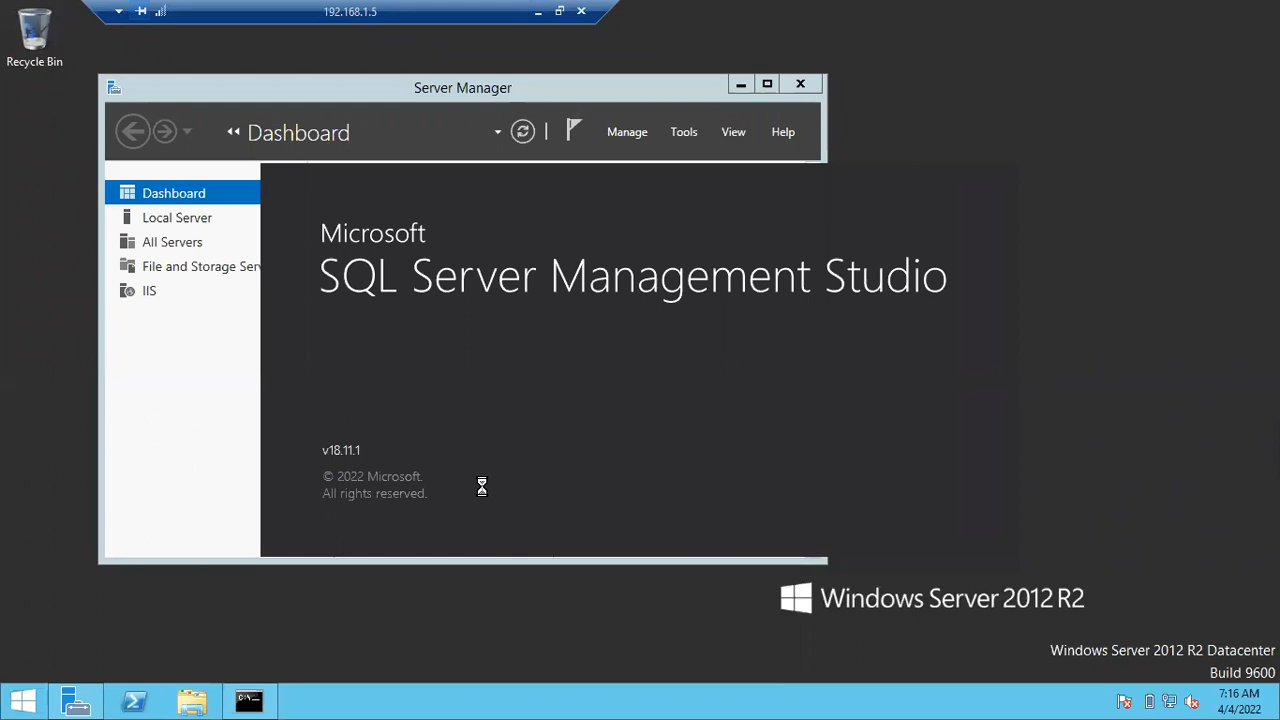 192.168.1.5
Recycle Bin
Server Manager
Dashboard
Manage
Tools
View
Help
Dashboard
Local Server
All Servers
File and Storage Ser
IIS
Microsoft
SQL Server Management Studio
v18.11.1
© 2022 Microsoft.
All rights reserved.
Windows Server 2012 R2
Windows Server 2012 R2 Datacenter
Build 9600
7:16 AM
4/4/2022